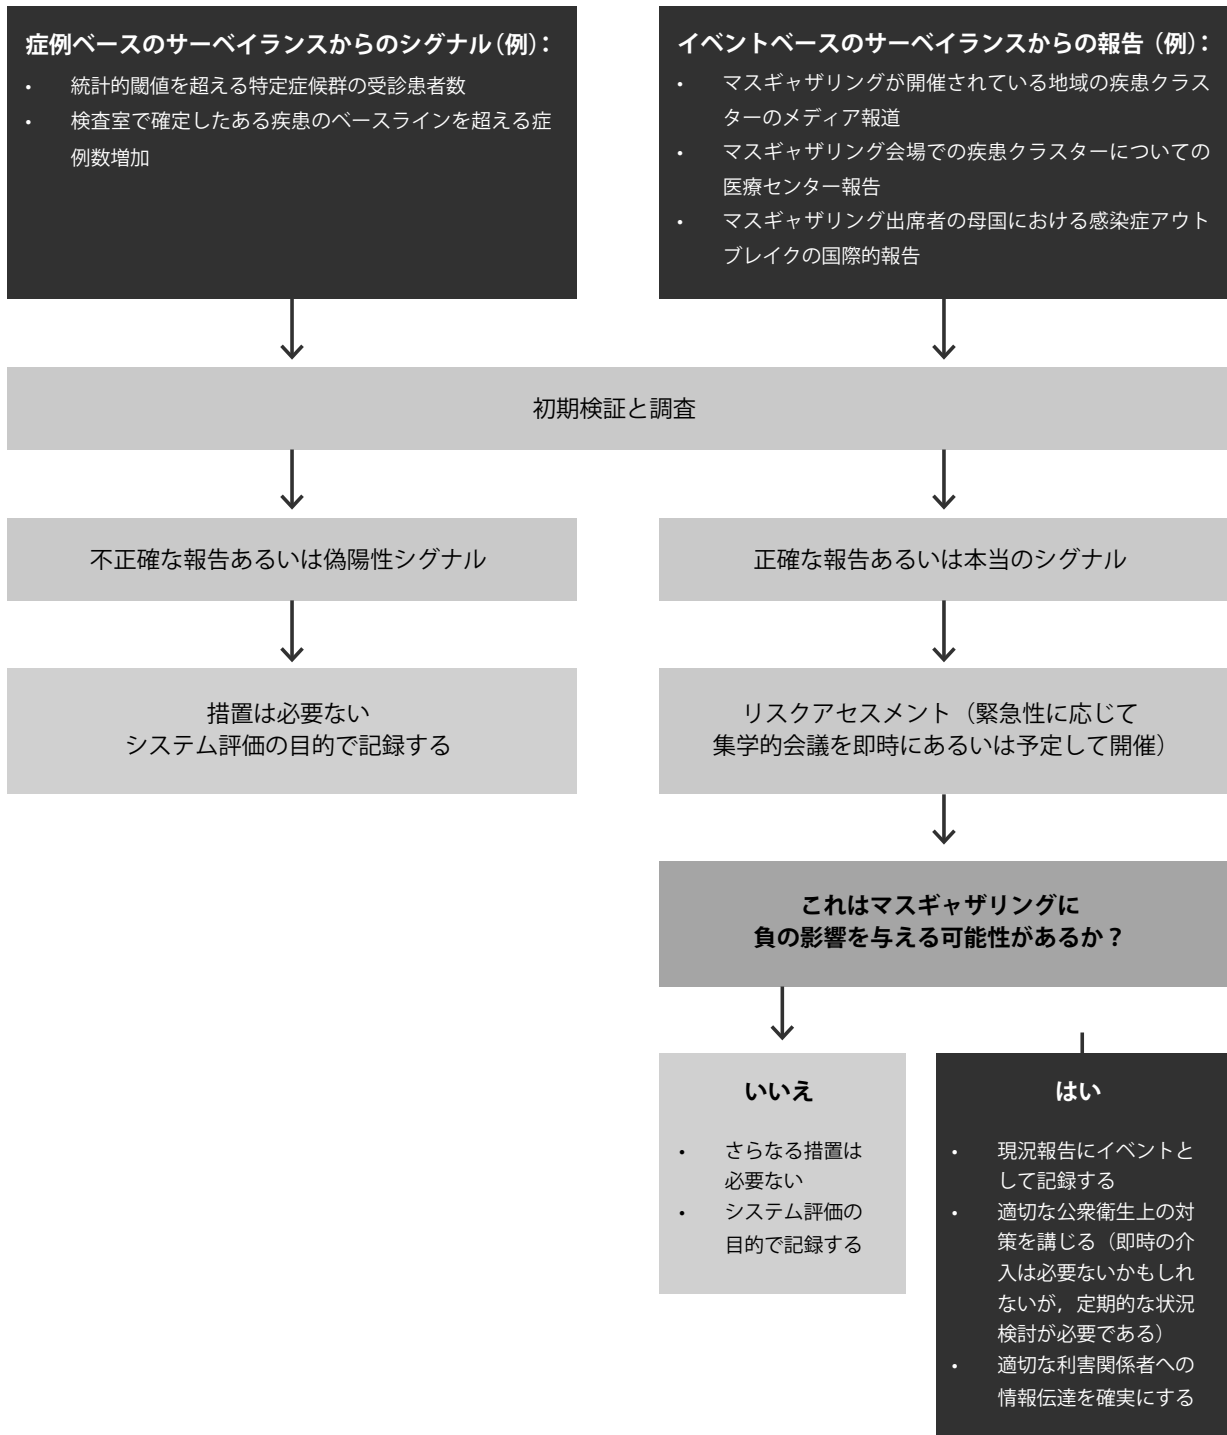 症例ベースのサーベイランスからのシグナル（例）：
• 統計的閾値を超える特定症候群の受診患者数
• 検査室で確定したある疾患のベースラインを超える症
例数増加
イベントベースのサーベイランスからの報告（例）：
• マスギャザリングが開催されている地域の疾患クラス
ターのメディア報道
• マスギャザリング会場での疾患クラスターについての
医療センター報告
• マスギャザリング出席者の母国における感染症アウト
ブレイクの国際的報告
初期検証と調査
不正確な報告あるいは偽陽性シグナル
正確な報告あるいは本当のシグナル
措置は必要ない
システム評価の目的で記録する
リスクアセスメント（緊急性に応じて
集学的会議を即時にあるいは予定して開催）
これはマスギャザリングに
負の影響を与える可能性があるか？
いいえ
• さらなる措置は
必要ない
• システム評価の
目的で記録する
はい
• 現況報告にイベントと
して記録する
• 適切な公衆衛生上の対
策を講じる（即時の介
入は必要ないかもしれ
ないが，定期的な状況
検討が必要である）
• 適切な利害関係者への
情報伝達を確実にする